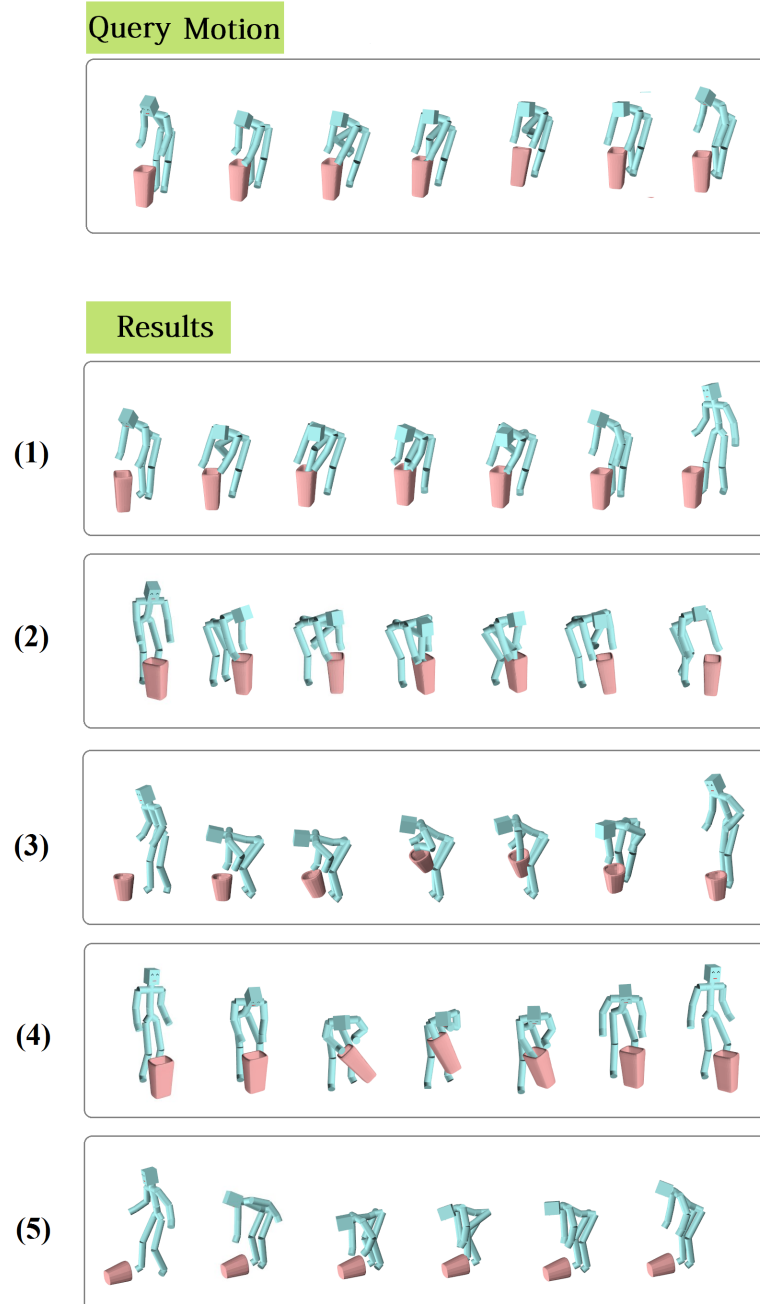 Query Motion
Results
(1)
(2)
(3)
(4)
(5)